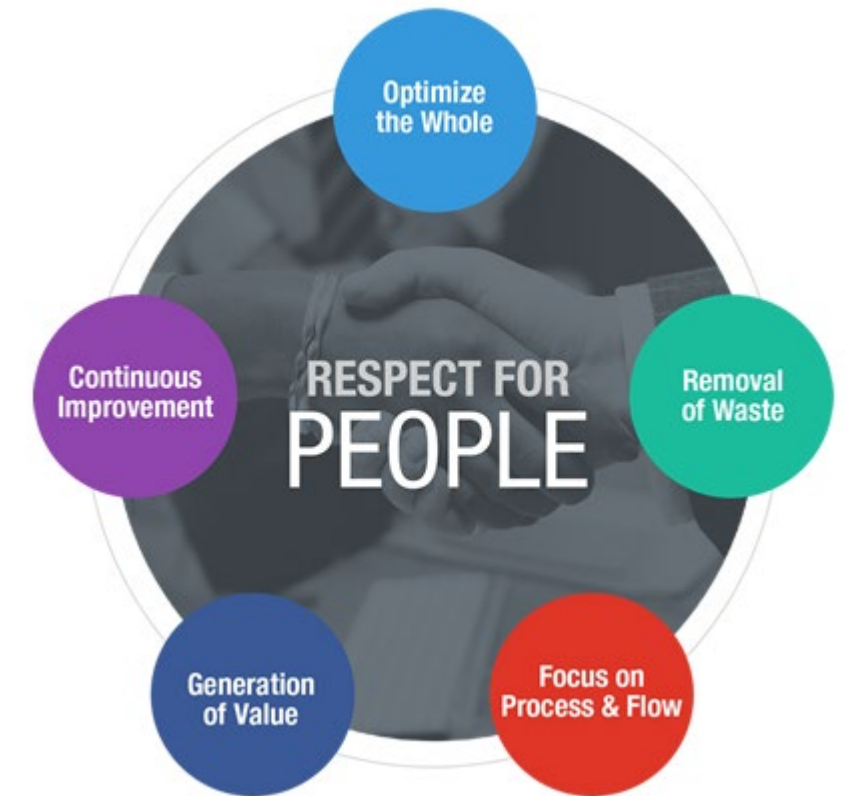 Optimize
the Whole
Removal
of Waste
Focus on
Process & Flow
Generation
of Value
Continuous
Improvement
RESPECT FOR
PEOPLE